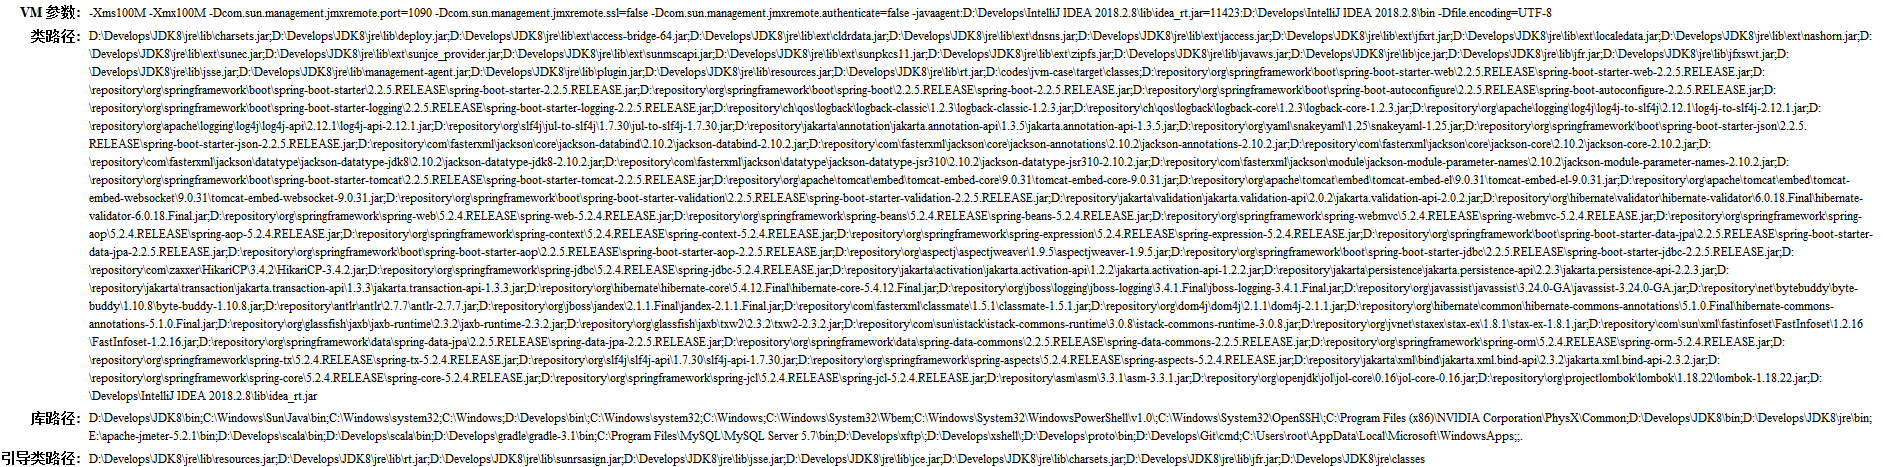 VM 参数： -Xms100M -Xmx100M -Dcom.sun.management.jmxremote.port=1090 -Dcom.sun.management.jmxremote.ssl=false -Dcom.sun.management.jmxremote.authenticate=false -javaagent:D:\Develops\IntelliJ IDEA 2018.2.8\lib\idea_rt.jar=11423:D:\Develops\IntelliJ IDEA 2018.2.8\bin -Dfile.encoding=UTF-8
类路径： D:\Develops\JDK8\jre\lib\charsets.jar;D:\Develops\JDK8\jre\lib\deploy.jar;D:\Develops\JDK8\jre\lib\ext\access-bridge-64.jar;D:\Develops\JDK8\jre\lib\ext\cldrdata.jar;D:\Develops\JDK8\jre\lib\ext\dnsns.jar;D:\Develops\JDK8\jre\lib\ext\jaccess.jar;D:\Develops\JDK8\jre\lib\ext\jfxrt.jar;D:\Develops\JDK8\jre\lib\ext\localedata.jar;D:\Develops\JDK8\jre\lib\ext\nashorn.jar;D:
\Develops\JDK8\jre\lib\ext\sunec.jar;D:\Develops\JDK8\jre\lib\ext\sunjce_provider.jar;D:\Develops\JDK8\jre\lib\ext\sunmscapi.jar;D:\Develops\JDK8\jre\lib\ext\sunpkcs11.jar;D:\Develops\JDK8\jre\lib\ext\zipfs.jar;D:\Develops\JDK8\jre\lib\javaws.jar;D:\Develops\JDK8\jre\lib\jce.jar;D:\Develops\JDK8\jre\lib\jfr.jar;D:\Develops\JDK8\jre\lib\jfxswt.jar;D:
\Develops\JDK8\jre\lib\jsse.jar;D:\Develops\JDK8\jre\lib\management-agent.jar;D:\Develops\JDK8\jre\lib\plugin.jar;D:\Develops\JDK8\jre\lib\resources.jar;D:\Develops\JDK8\jre\lib\rt.jar;D:\codes\jvm-case\target\classes;D:\repository\org\springframework\boot\spring-boot-starter-web\2.2.5.RELEASE\spring-boot-starter-web-2.2.5.RELEASE.jar;D:
\repository\org\springframework\boot\spring-boot-starter\2.2.5.RELEASE\spring-boot-starter-2.2.5.RELEASE.jar;D:\repository\org\springframework\boot\spring-boot\2.2.5.RELEASE\spring-boot-2.2.5.RELEASE.jar;D:\repository\org\springframework\boot\spring-boot-autoconfigure\2.2.5.RELEASE\spring-boot-autoconfigure-2.2.5.RELEASE.jar;D:
\repository\org\springframework\boot\spring-boot-starter-logging\2.2.5.RELEASE\spring-boot-starter-logging-2.2.5.RELEASE.jar;D:\repository\ch\qos\logback\logback-classic\1.2.3\logback-classic-1.2.3.jar;D:\repository\ch\qos\logback\logback-core\1.2.3\logback-core-1.2.3.jar;D:\repository\org\apache\logging\log4j\log4j-to-slf4j\2.12.1\log4j-to-slf4j-2.12.1.jar;D:
\repository\org\apache\logging\log4j\log4j-api\2.12.1\log4j-api-2.12.1.jar;D:\repository\org\slf4j\jul-to-slf4j\1.7.30\jul-to-slf4j-1.7.30.jar;D:\repository\jakarta\annotation\jakarta.annotation-api\1.3.5\jakarta.annotation-api-1.3.5.jar;D:\repository\org\yaml\snakeyaml\1.25\snakeyaml-1.25.jar;D:\repository\org\springframework\boot\spring-boot-starter-json\2.2.5.
RELEASE\spring-boot-starter-json-2.2.5.RELEASE.jar;D:\repository\com\fasterxml\jackson\core\jackson-databind\2.10.2\jackson-databind-2.10.2.jar;D:\repository\com\fasterxml\jackson\core\jackson-annotations\2.10.2\jackson-annotations-2.10.2.jar;D:\repository\com\fasterxml\jackson\core\jackson-core\2.10.2\jackson-core-2.10.2.jar;D:
\repository\com\fasterxml\jackson\datatype\jackson-datatype-jdk8\2.10.2\jackson-datatype-jdk8-2.10.2.jar;D:\repository\com\fasterxml\jackson\datatype\jackson-datatype-jsr310\2.10.2\jackson-datatype-jsr310-2.10.2.jar;D:\repository\com\fasterxml\jackson\module\jackson-module-parameter-names\2.10.2\jackson-module-parameter-names-2.10.2.jar;D:
\repository\org\springframework\boot\spring-boot-starter-tomcat\2.2.5.RELEASE\spring-boot-starter-tomcat-2.2.5.RELEASE.jar;D:\repository\org\apache\tomcat\embed\tomcat-embed-core\9.0.31\tomcat-embed-core-9.0.31.jar;D:\repository\org\apache\tomcat\embed\tomcat-embed-el\9.0.31\tomcat-embed-el-9.0.31.jar;D:\repository\org\apache\tomcat\embed\tomcat-
embed-websocket\9.0.31\tomcat-embed-websocket-9.0.31.jar;D:\repository\org\springframework\boot\spring-boot-starter-validation\2.2.5.RELEASE\spring-boot-starter-validation-2.2.5.RELEASE.jar;D:\repository\jakarta\validation\jakarta.validation-api\2.0.2\jakarta.validation-api-2.0.2.jar;D:\repository\org\hibernate\validator\hibernate-validator\6.0.18.Final\hibernate-
validator-6.0.18.Final.jar;D:\repository\org\springframework\spring-web\5.2.4.RELEASE\spring-web-5.2.4.RELEASE.jar;D:\repository\org\springframework\spring-beans\5.2.4.RELEASE\spring-beans-5.2.4.RELEASE.jar;D:\repository\org\springframework\spring-webmvc\5.2.4.RELEASE\spring-webmvc-5.2.4.RELEASE.jar;D:\repository\org\springframework\spring-
aop\5.2.4.RELEASE\spring-aop-5.2.4.RELEASE.jar;D:\repository\org\springframework\spring-context\5.2.4.RELEASE\spring-context-5.2.4.RELEASE.jar;D:\repository\org\springframework\spring-expression\5.2.4.RELEASE\spring-expression-5.2.4.RELEASE.jar;D:\repository\org\springframework\boot\spring-boot-starter-data-jpa\2.2.5.RELEASE\spring-boot-starter-
data-jpa-2.2.5.RELEASE.jar;D:\repository\org\springframework\boot\spring-boot-starter-aop\2.2.5.RELEASE\spring-boot-starter-aop-2.2.5.RELEASE.jar;D:\repository\org\aspectj\aspectjweaver\1.9.5\aspectjweaver-1.9.5.jar;D:\repository\org\springframework\boot\spring-boot-starter-jdbc\2.2.5.RELEASE\spring-boot-starter-jdbc-2.2.5.RELEASE.jar;D:
\repository\com\zaxxer\HikariCP\3.4.2\HikariCP-3.4.2.jar;D:\repository\org\springframework\spring-jdbc\5.2.4.RELEASE\spring-jdbc-5.2.4.RELEASE.jar;D:\repository\jakarta\activation\jakarta.activation-api\1.2.2\jakarta.activation-api-1.2.2.jar;D:\repository\jakarta\persistence\jakarta.persistence-api\2.2.3\jakarta.persistence-api-2.2.3.jar;D:
\repository\jakarta\transaction\jakarta.transaction-api\1.3.3\jakarta.transaction-api-1.3.3.jar;D:\repository\org\hibernate\hibernate-core\5.4.12.Final\hibernate-core-5.4.12.Final.jar;D:\repository\org\jboss\logging\jboss-logging\3.4.1.Final\jboss-logging-3.4.1.Final.jar;D:\repository\org\javassist\javassist\3.24.0-GA\javassist-3.24.0-GA.jar;D:\repository\net\bytebuddy\byte-
buddy\1.10.8\byte-buddy-1.10.8.jar;D:\repository\antlr\antlr\2.7.7\antlr-2.7.7.jar;D:\repository\org\jboss\jandex\2.1.1.Final\jandex-2.1.1.Final.jar;D:\repository\com\fasterxml\classmate\1.5.1\classmate-1.5.1.jar;D:\repository\org\dom4j\dom4j\2.1.1\dom4j-2.1.1.jar;D:\repository\org\hibernate\common\hibernate-commons-annotations\5.1.0.Final\hibernate-commons-
annotations-5.1.0.Final.jar;D:\repository\org\glassfish\jaxb\jaxb-runtime\2.3.2\jaxb-runtime-2.3.2.jar;D:\repository\org\glassfish\jaxb\txw2\2.3.2\txw2-2.3.2.jar;D:\repository\com\sun\istack\istack-commons-runtime\3.0.8\istack-commons-runtime-3.0.8.jar;D:\repository\org\jvnet\staxex\stax-ex\1.8.1\stax-ex-1.8.1.jar;D:\repository\com\sun\xml\fastinfoset\FastInfoset\1.2.16
\FastInfoset-1.2.16.jar;D:\repository\org\springframework\data\spring-data-jpa\2.2.5.RELEASE\spring-data-jpa-2.2.5.RELEASE.jar;D:\repository\org\springframework\data\spring-data-commons\2.2.5.RELEASE\spring-data-commons-2.2.5.RELEASE.jar;D:\repository\org\springframework\spring-orm\5.2.4.RELEASE\spring-orm-5.2.4.RELEASE.jar;D:
\repository\org\springframework\spring-tx\5.2.4.RELEASE\spring-tx-5.2.4.RELEASE.jar;D:\repository\org\slf4j\slf4j-api\1.7.30\slf4j-api-1.7.30.jar;D:\repository\org\springframework\spring-aspects\5.2.4.RELEASE\spring-aspects-5.2.4.RELEASE.jar;D:\repository\jakarta\xml\bind\jakarta.xml.bind-api\2.3.2\jakarta.xml.bind-api-2.3.2.jar;D:
\repository\org\springframework\spring-core\5.2.4.RELEASE\spring-core-5.2.4.RELEASE.jar;D:\repository\org\springframework\spring-jcl\5.2.4.RELEASE\spring-jcl-5.2.4.RELEASE.jar;D:\repository\asm\asm\3.3.1\asm-3.3.1.jar;D:\repository\org\openjdk\jol\jol-core\0.16\jol-core-0.16.jar;D:\repository\org\projectlombok\lombok\1.18.22\lombok-1.18.22.jar;D:
\Develops\IntelliJ IDEA 2018.2.8\lib\idea_rt.jar
库路径： D:\Develops\JDK8\bin;C:\Windows\Sun\Java\bin;C:\Windows\system32;C:\Windows;D:\Develops\bin\;C:\Windows\system32;C:\Windows;C:\Windows\System32\Wbem;C:\Windows\System32\WindowsPowerShell\v1.0\;C:\Windows\System32\OpenSSH\;C:\Program Files (x86)\NVIDIA Corporation\PhysX\Common;D:\Develops\JDK8\bin;D:\Develops\JDK8\jre\bin;
E:\apache-jmeter-5.2.1\bin;D:\Develops\scala\bin;D:\Develops\scala\bin;D:\Develops\gradle\gradle-3.1\bin;C:\Program Files\MySQL\MySQL Server 5.7\bin;D:\Develops\xftp\;D:\Develops\xshell\;D:\Develops\proto\bin;D:\Develops\Git\cmd;C:\Users\root\AppData\Local\Microsoft\WindowsApps;;.
引导类路径： D:\Develops\JDK8\jre\lib\resources.jar;D:\Develops\JDK8\jre\lib\rt.jar;D:\Develops\JDK8\jre\lib\sunrsasign.jar;D:\Develops\JDK8\jre\lib\jsse.jar;D:\Develops\JDK8\jre\lib\jce.jar;D:\Develops\JDK8\jre\lib\charsets.jar;D:\Develops\JDK8\jre\lib\jfr.jar;D:\Develops\JDK8\jre\classes